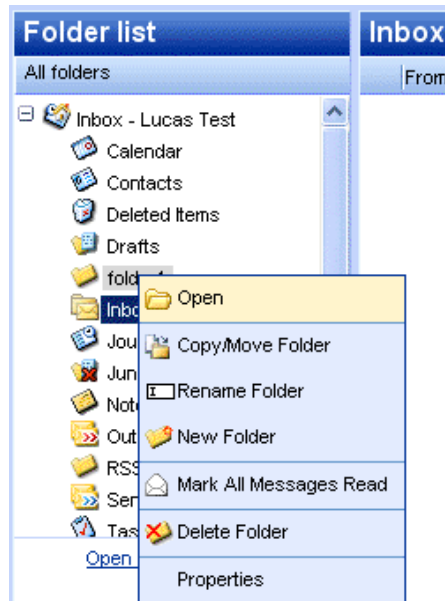 Folder list
Inbox
All folders
From
Inbox - Lucas Test
Calendar
Contacts
Deleted Items
Drafts
Open
Copy/Move Folder
Rename Folder
New Folder
Mark All Messages Read
Delete Folder
Open
Properties